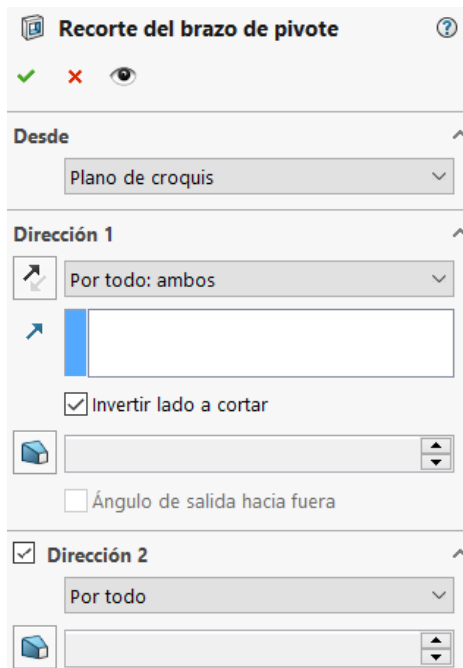 Recorte del brazo de pivote
Desde
Plano de croquis
Dirección 1
Por todo: ambos
Invertir lado a cortar
Ángulo de salida hacia fuera
Dirección 2
Por todo